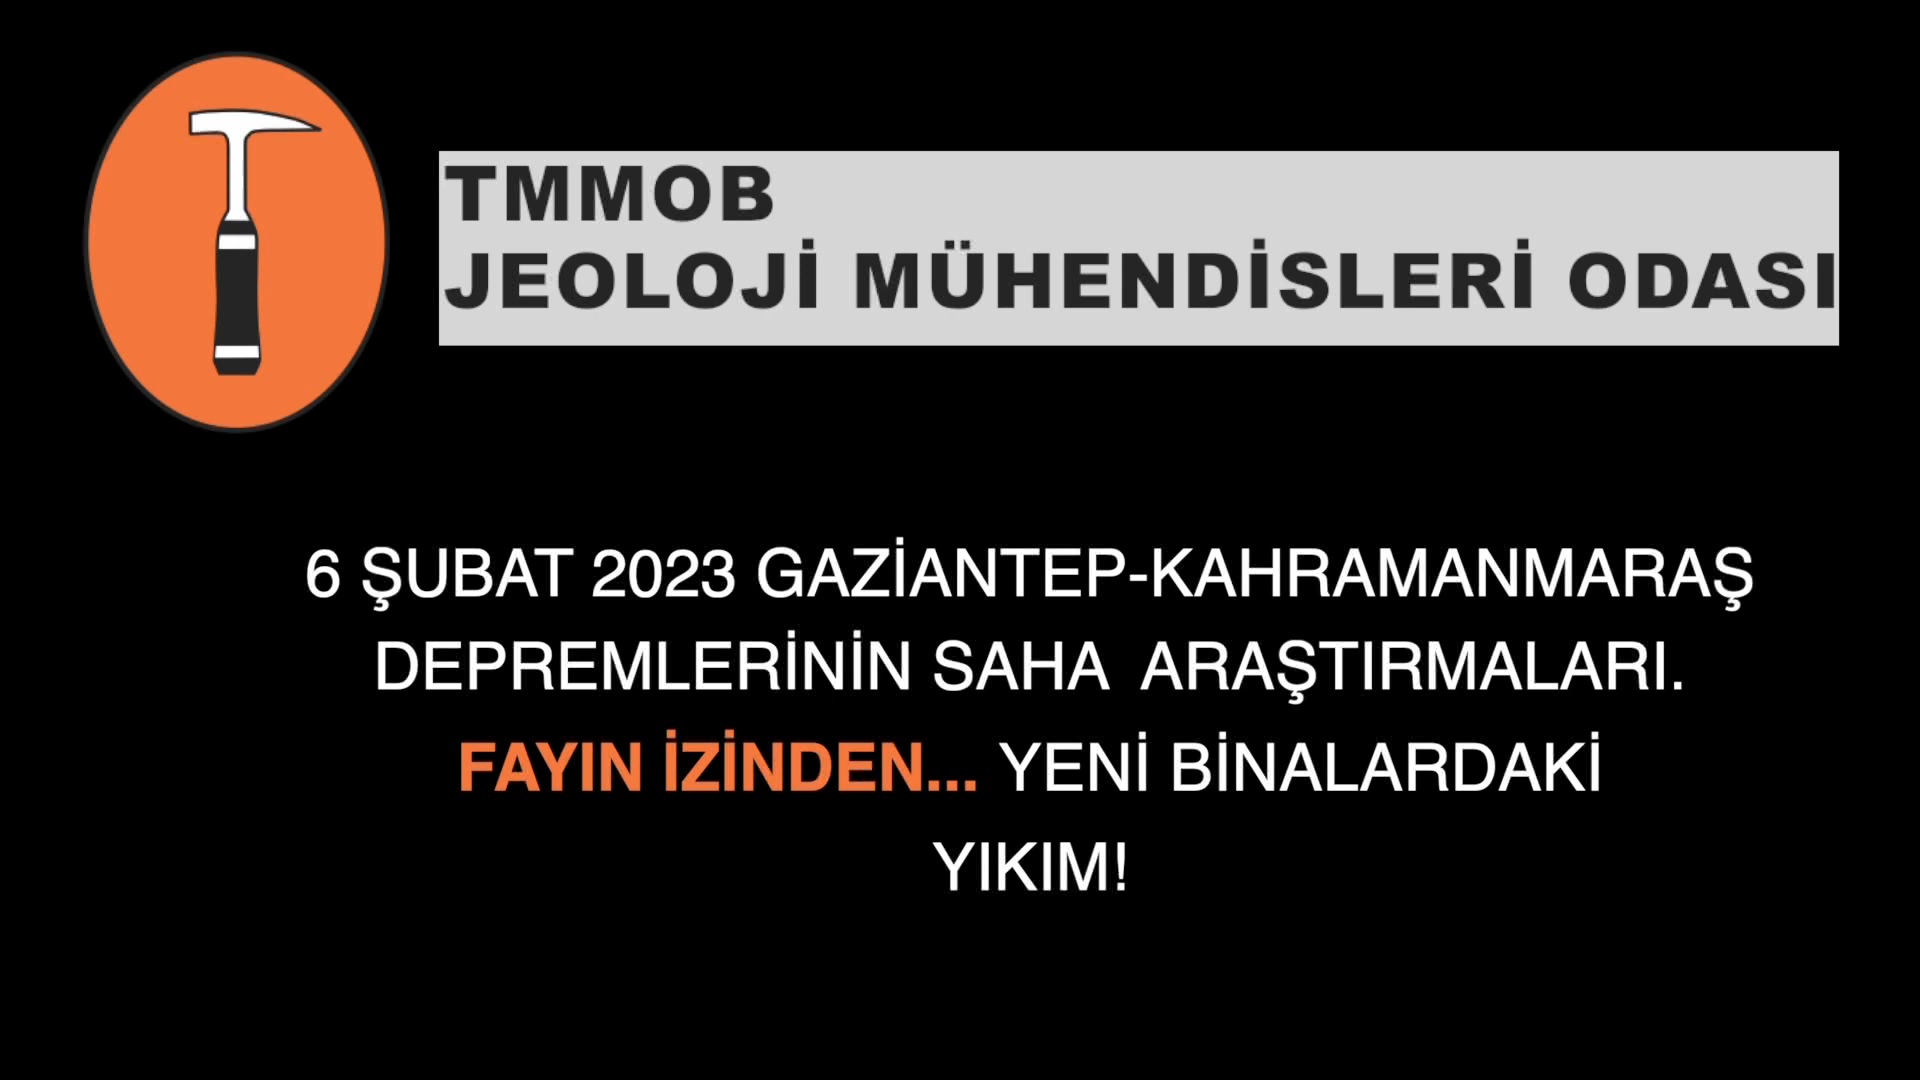 TMMOB
JEOLOJİ MÜHENDİSLERİ ODASI
6 ŞUBAT 2023 GAZİANTEP-KAHRAMANMARAŞ
DEPREMLERİNİN SAHA ARAŞTIRMALARI.
FAYIN İZİNDEN... YENİ BİNALARDAKİ
YIKIM!